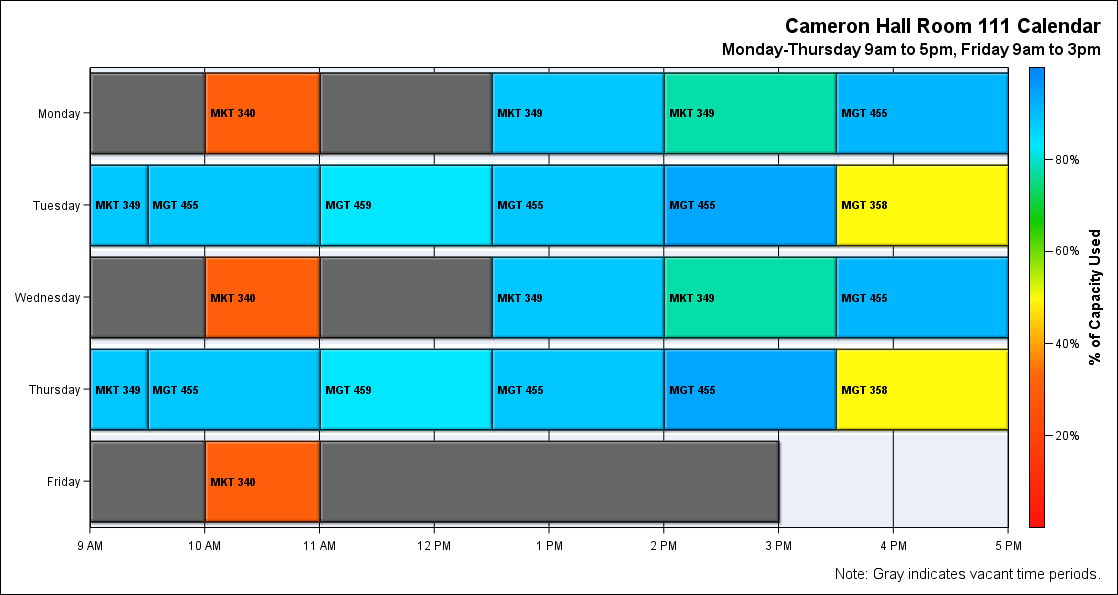 Cameron Hall Room 111 Calendar
Monday-Thursday 9am to 5pm, Friday 9am to 3pm
Monday
MKT 340
MKT 349
MKT 349
MGT 455
Tuesday
MKT 349
MGT 455
MGT 459
MGT 455
MGT 455
MGT 358
Wednesday
MKT 340
MKT 349
MKT 349
MGT 455
Thursday
MKT 349
MGT 455
MGT 459
MGT 455
MGT 455
MGT 358
Friday
MKT 340
9 AM
10 AM
11 AM
12 PM
1 PM
2 PM
3 PM
4 PM
5 PM
80%
60%
40%
20%
% of Capacity Used
Note: Gray indicates vacant time periods.